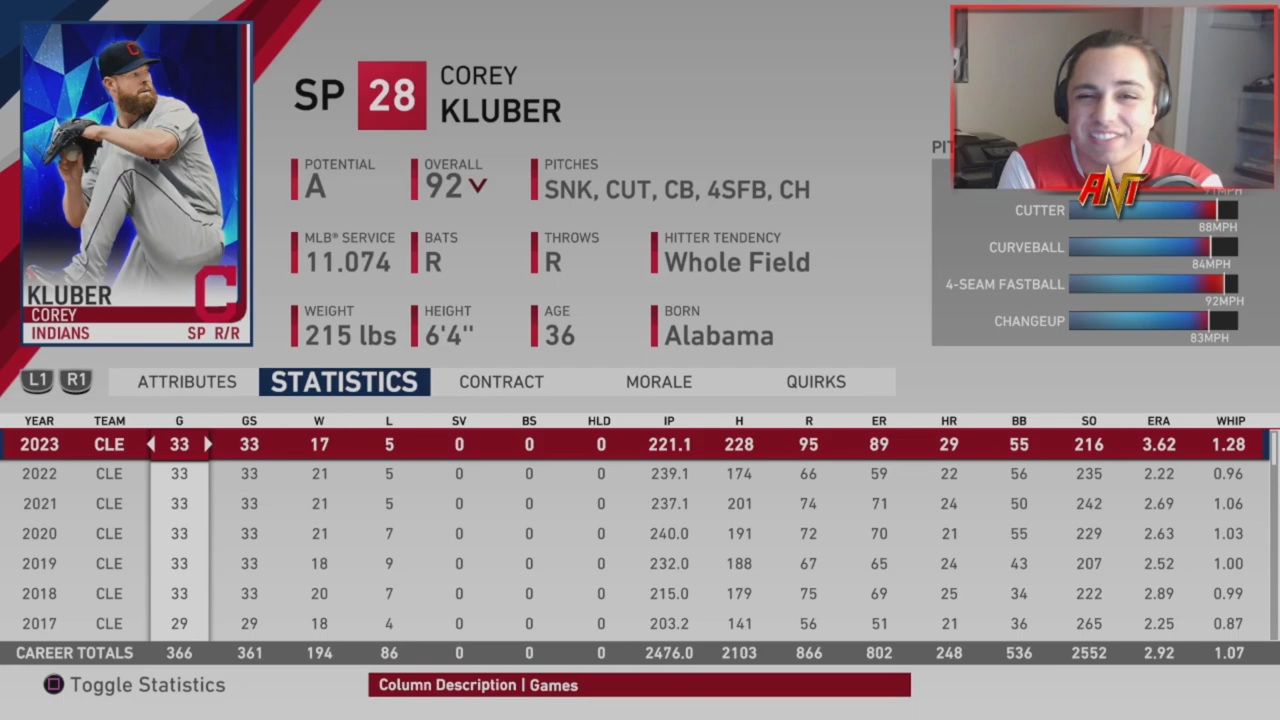 SP 28 COREY
KLUBER
KLUBER
COREY
INDIANS SP R/R
POTENTIAL OVERALL PITCHES
A 92 SNK, CUT, CB, 4SFB, CH
MLB® SERVICE BATS THROWS HITTER TENDENCY
11.074 R R Whole Field
WEIGHT HEIGHT AGE BORN
215 lbs 6'4" 36 Alabama
ANT
CUTTER
88MPH
CURVEBALL
84MPH
4-SEAM FASTBALL
92MPH
CHANGEUP
83MPH
L1 R1 ATTRIBUTES STATISTICS CONTRACT MORALE QUIRKS
YEAR TEAM G GS W L SV BS HLD IP H R ER HR BB SO ERA WHIP
2023 CLE 33 33 17 5 0 0 0 221.1 228 95 89 29 55 216 3.62 1.28
2022 CLE 33 33 21 5 0 0 0 239.1 174 66 59 22 56 235 2.22 0.96
2021 CLE 33 33 21 5 0 0 0 237.1 201 74 71 24 50 242 2.69 1.06
2020 CLE 33 33 21 7 0 0 0 240.0 191 72 70 21 55 229 2.63 1.03
2019 CLE 33 33 18 9 0 0 0 232.0 188 67 65 24 43 207 2.52 1.00
2018 CLE 33 33 20 7 0 0 0 215.0 179 75 69 25 34 222 2.89 0.99
2017 CLE 29 29 18 4 0 0 0 203.2 141 56 51 21 36 265 2.25 0.87
CAREER TOTALS 366 361 194 86 0 0 0 2476.0 2103 866 802 248 536 2552 2.92 1.07
Toggle Statistics Column Description | Games